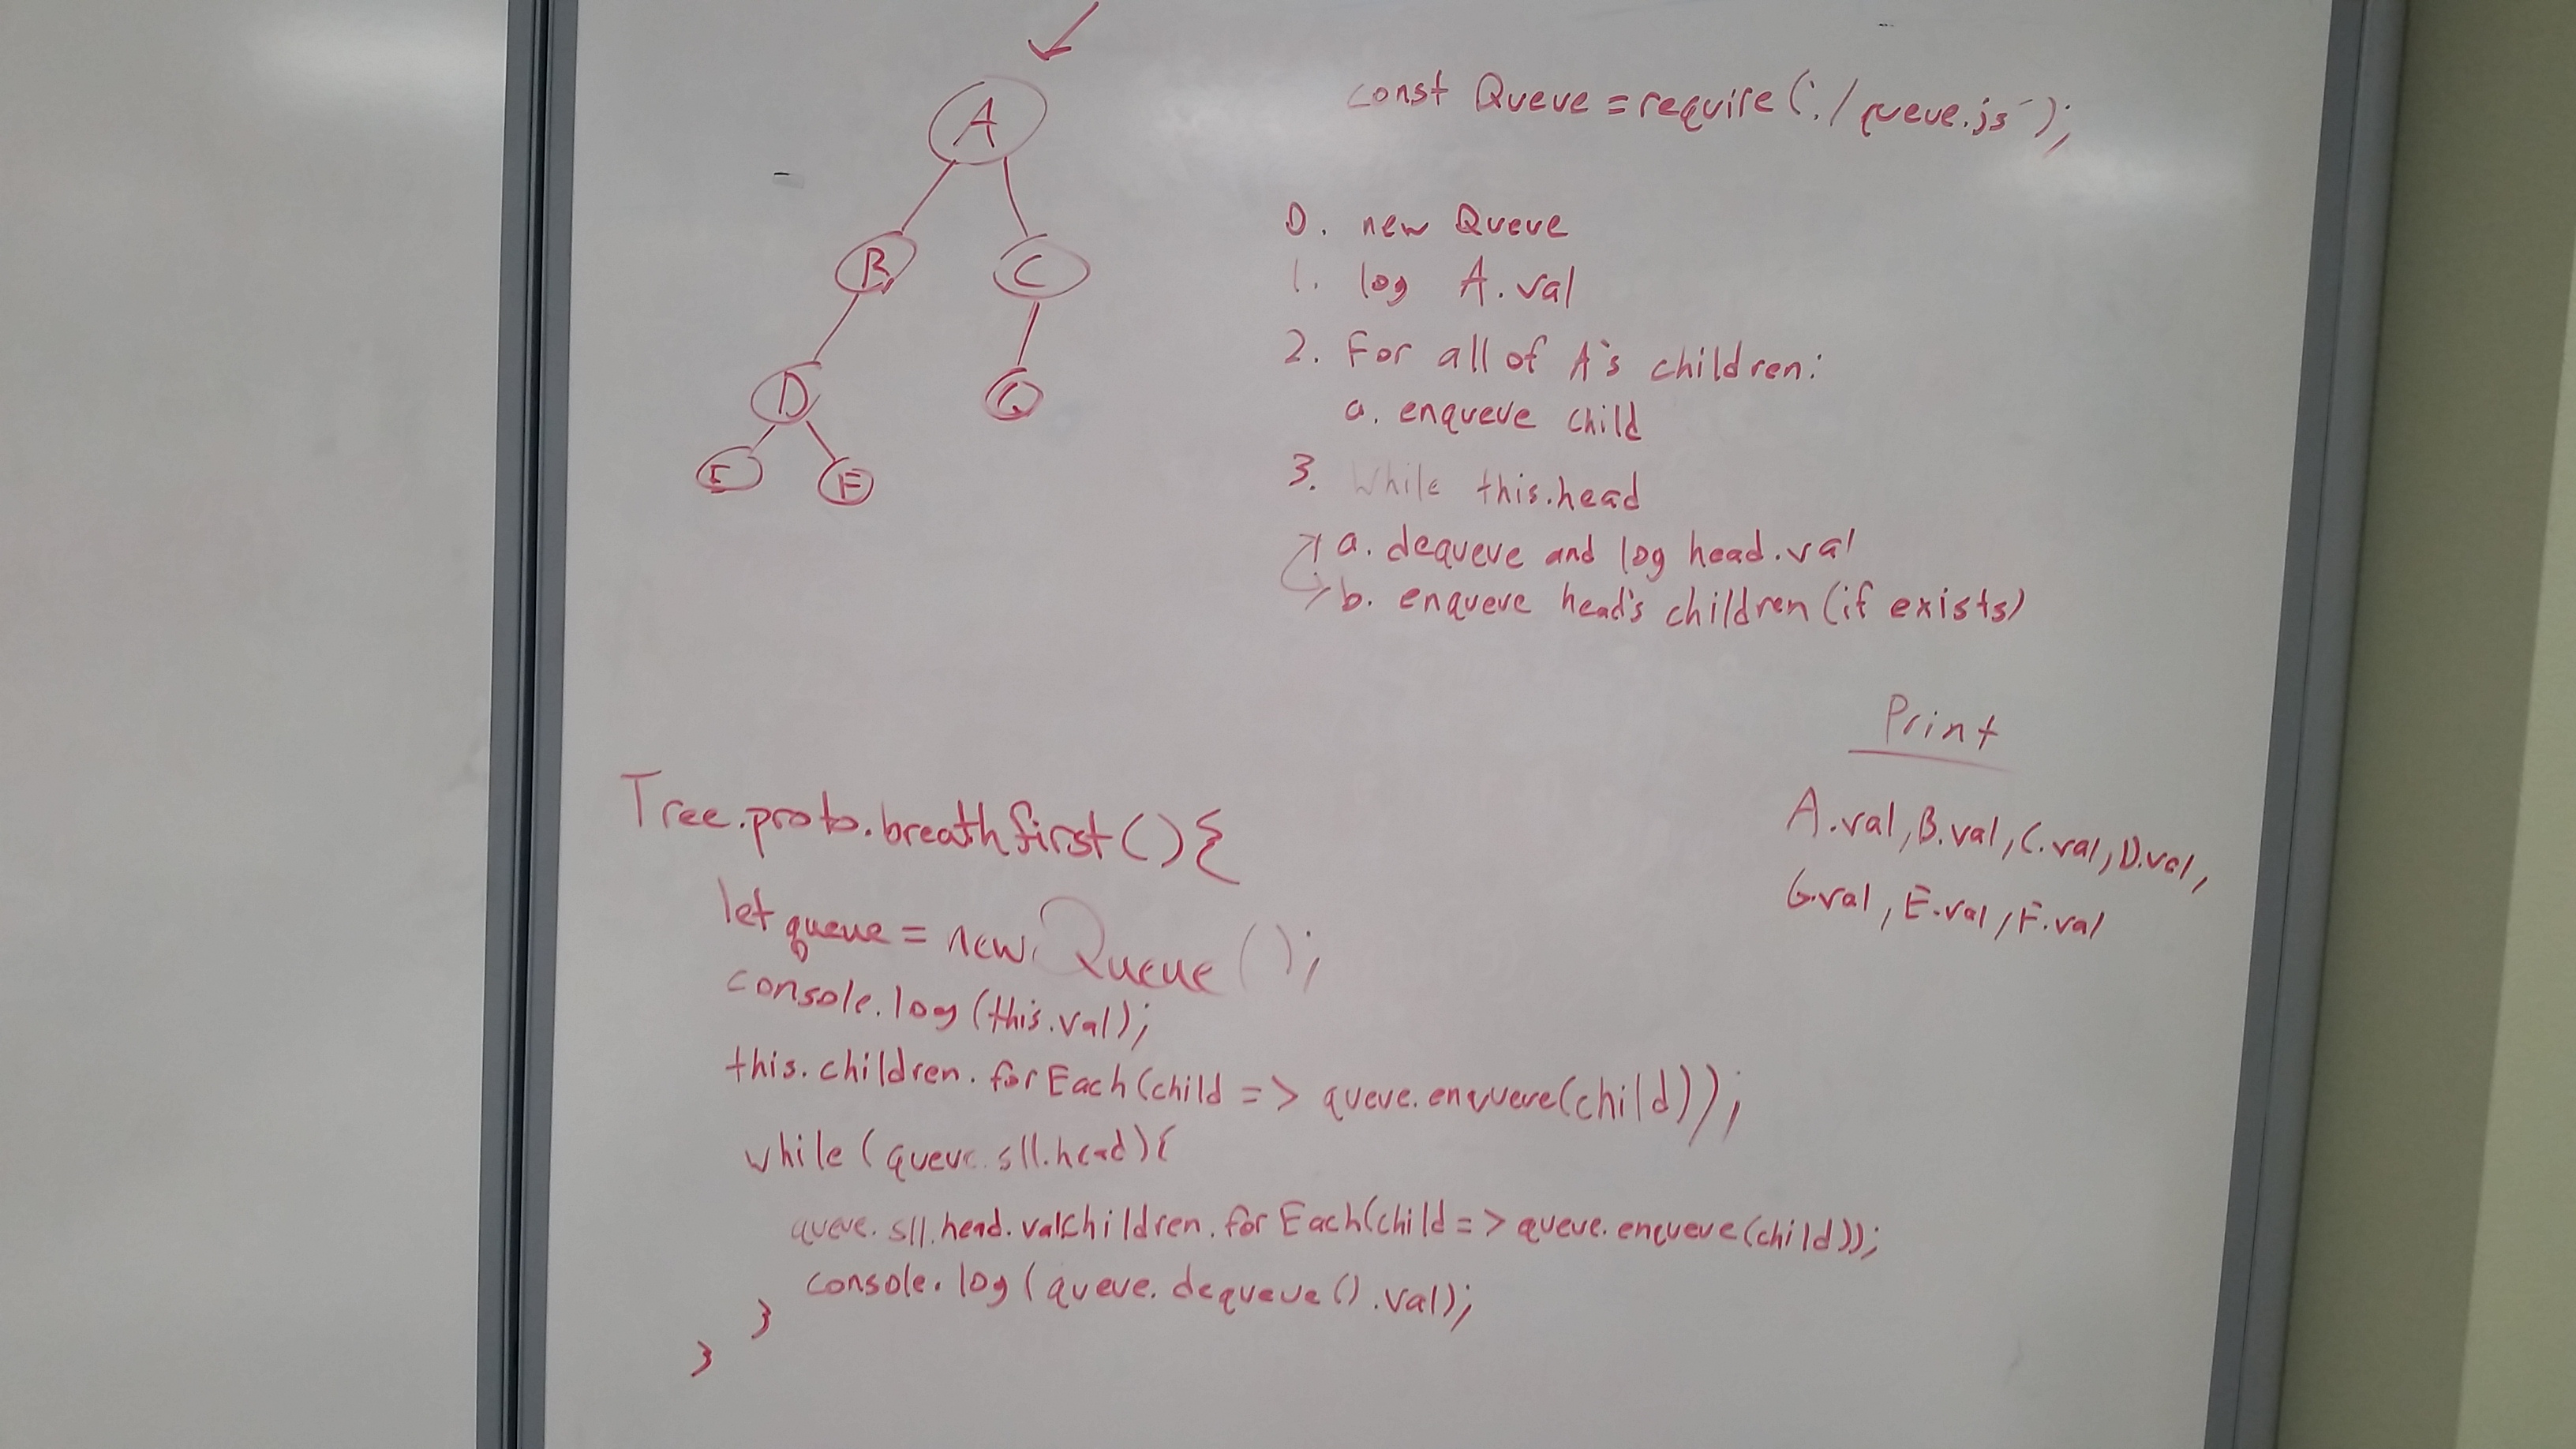 A
B
C
D
G
E
F
const Queue = require('./queue.js');
0. new Queue
1. log A.val
2. For all of A's children:
a. enqueue child
3. While this.head
a. dequeue and log head.val
b. enqueue head's children (if exists)
Print
A.val, B.val, C.val, D.val,
G.val, E.val, F.val
Tree.proto.breathfirst(){
let queue = new Queue();
console.log(this.val);
this.children.forEach(child => queue.enqueue(child));
while (queue.sll.head){
queue.sll.head.val.children.forEach(child => queue.enqueue(child));
console.log(queue.dequeue().val);
}
}